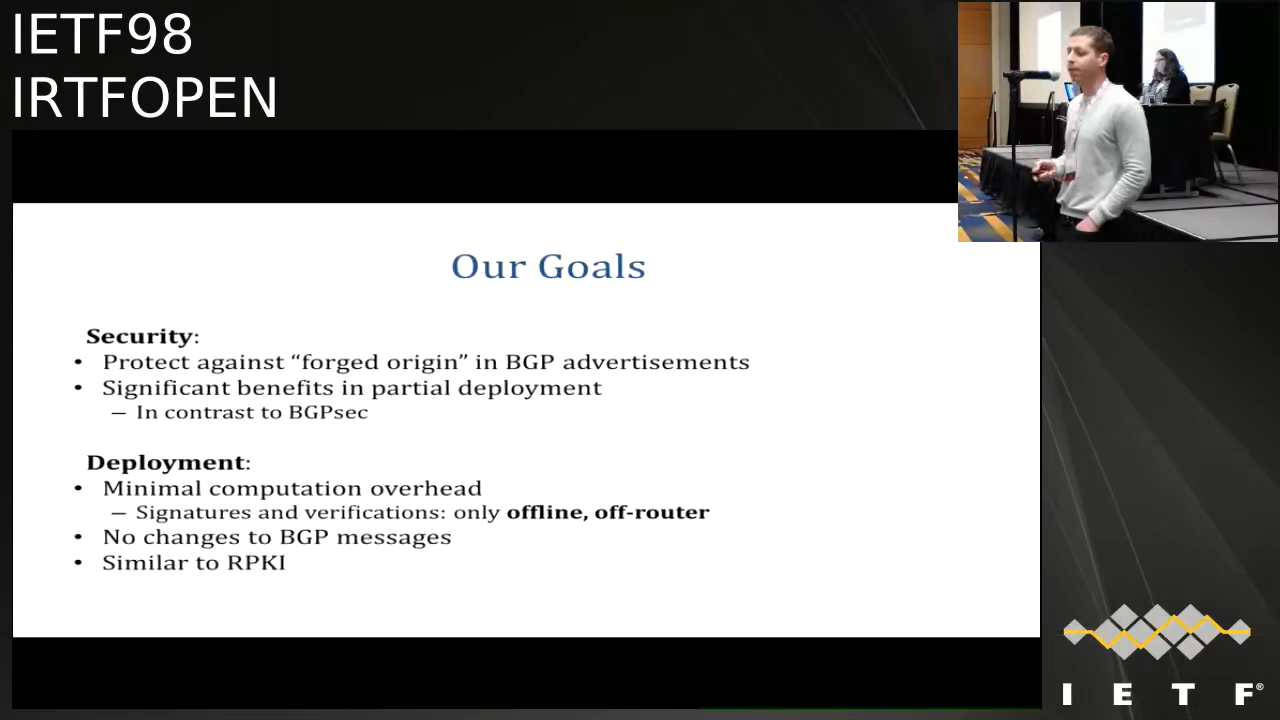 IETF98
IRTFOPEN
Our Goals
Security:
• Protect against “forged origin” in BGP advertisements
• Significant benefits in partial deployment
– In contrast to BGPsec
Deployment:
• Minimal computation overhead
– Signatures and verifications: only offline, off-router
• No changes to BGP messages
• Similar to RPKI
I E T F®